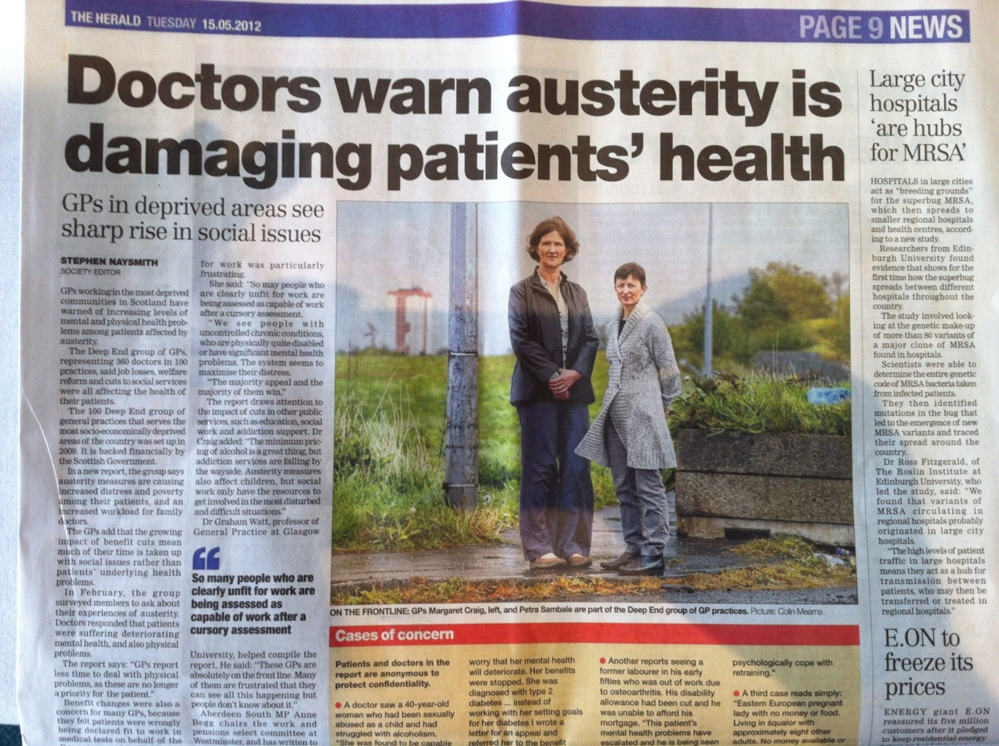 THE HERALD TUESDAY 15.05.2012
PAGE 9 NEWS
Doctors warn austerity is
damaging patients’ health
GPs in deprived areas see
sharp rise in social issues
STEPHEN NAYSMITH
SOCIETY EDITOR
GPs working in the most deprived
communities in Scotland have
warned of increasing levels of
mental and physical health prob-
lems among patients affected by
austerity.
The Deep End group of GPs,
representing 360 doctors in 100
practices, said job losses, welfare
reform and cuts to social services
were all affecting the health of
their patients.
The 100 Deep End group of
general practices that serves the
most socio-economically deprived
areas of the country was set up in
2009. It is backed financially by
the Scottish Government.
In a new report, the group says
austerity measures are causing
increased distress and poverty
among their patients, and an
increased workload for family
doctors.
The GPs add that the growing
impact of benefit cuts mean
much of their time is taken up
with social issues rather than
patients’ underlying health
problems.
In February, the group
surveyed members to ask about
their experiences of austerity.
Doctors responded that patients
were suffering deteriorating
mental health, and also physical
problems.
The report says: “GPs report
less time to deal with physical
problems, as these are no longer
a priority for the patient.”
Benefit changes were also a
concern for many GPs, because
they felt patients were wrongly
being declared fit to work in
medical tests on behalf of the
for work was particularly
frustrating.
She said: “So may people who
are clearly unfit for work are
being assessed as capable of work
after a cursory assessment.
“We see people with
uncontrolled chronic conditions,
who are physically quite disabled
or have significant mental health
problems. The system seems to
maximise their distress.
“The majority appeal and the
majority of them win.”
The report draws attention to
the impact of cuts in other public
services, such as education, social
work and addiction support. Dr
Craig added: “The minimum pric-
ing of alcohol is a great thing, but
addiction services are falling by
the wayside. Austerity measures
also affect children, but social
work only have the resources to
get involved in the most disturbed
and difficult situations.”
Dr Graham Watt, professor of
General Practice at Glasgow
“
So many people who are
clearly unfit for work are
being assessed as
capable of work after a
cursory assessment
University, helped compile the
report. He said: “These GPs are
absolutely on the front line. Many
of them are frustrated that they
can see all this happening but
people don’t know about it.”
Aberdeen South MP Anne
Begg chairs the work and
pensions select committee at
Westminster, and has written to
ON THE FRONTLINE: GPs Margaret Craig, left, and Petra Sambale are part of the Deep End group of GP practices. Picture: Colin Mearns
Cases of concern
Patients and doctors in the
report are anonymous to
protect confidentiality.
● A doctor saw a 40-year-old
woman who had been sexually
abused as a child and had
struggled with alcoholism.
“She was found to be capable
worry that her mental health
will deteriorate. Her benefits
were stopped. She was
diagnosed with type 2
diabetes ... instead of
working with her setting goals
for her diabetes I wrote a
letter for an appeal and
referred her to the benefit
● Another reports seeing a
former labourer in his early
fifties who was out of work due
to osteoarthritis. His disability
allowance had been cut and he
was unable to afford his
mortgage. “This patient’s
mental health problems have
escalated and he is being seen
psychologically cope with
retraining.”
● A third case reads simply:
“Eastern European pregnant
lady with no money or food.
Living in squalor with
approximately eight other
adults. No money available or
Large city
hospitals
‘are hubs
for MRSA’
HOSPITALS in large cities
act as “breeding grounds”
for the superbug MRSA,
which then spreads to
smaller regional hospitals
and health centres, accord-
ing to a new study.
Researchers from Edin-
burgh University found
evidence that shows for the
first time how the superbug
spreads between different
hospitals throughout the
country.
The study involved look-
ing at the genetic make-up
of more than 80 variants of
a major clone of MRSA
found in hospitals.
Scientists were able to
determine the entire genetic
code of MRSA bacteria taken
from infected patients.
They then identified
mutations in the bug that
led to the emergence of new
MRSA variants and traced
their spread around the
country.
Dr Ross Fitzgerald, of
The Roslin Institute at
Edinburgh University, who
led the study, said: “We
found that variants of
MRSA circulating in
regional hospitals probably
originated in large city
hospitals.
“The high levels of patient
traffic in large hospitals
means they act as a hub for
transmission between
patients, who may then be
transferred or treated in
regional hospitals.”
E.ON to
freeze its
prices
ENERGY giant E.ON
reassured its five million
customers after it pledged
to keep residential energy